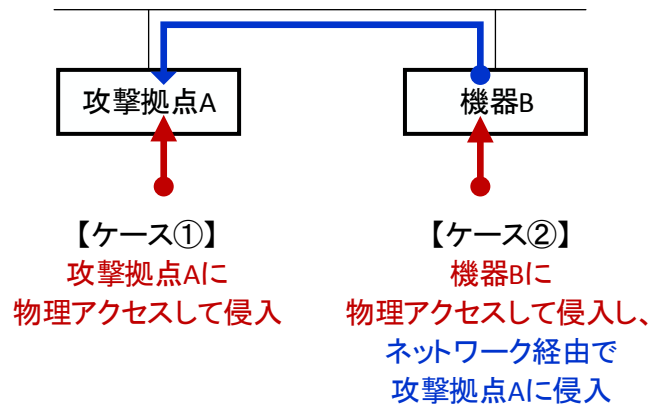 攻撃拠点A
機器B
【ケース①】
攻撃拠点Aに
物理アクセスして侵入
【ケース②】
機器Bに
物理アクセスして侵入し、
ネットワーク経由で
攻撃拠点Aに侵入